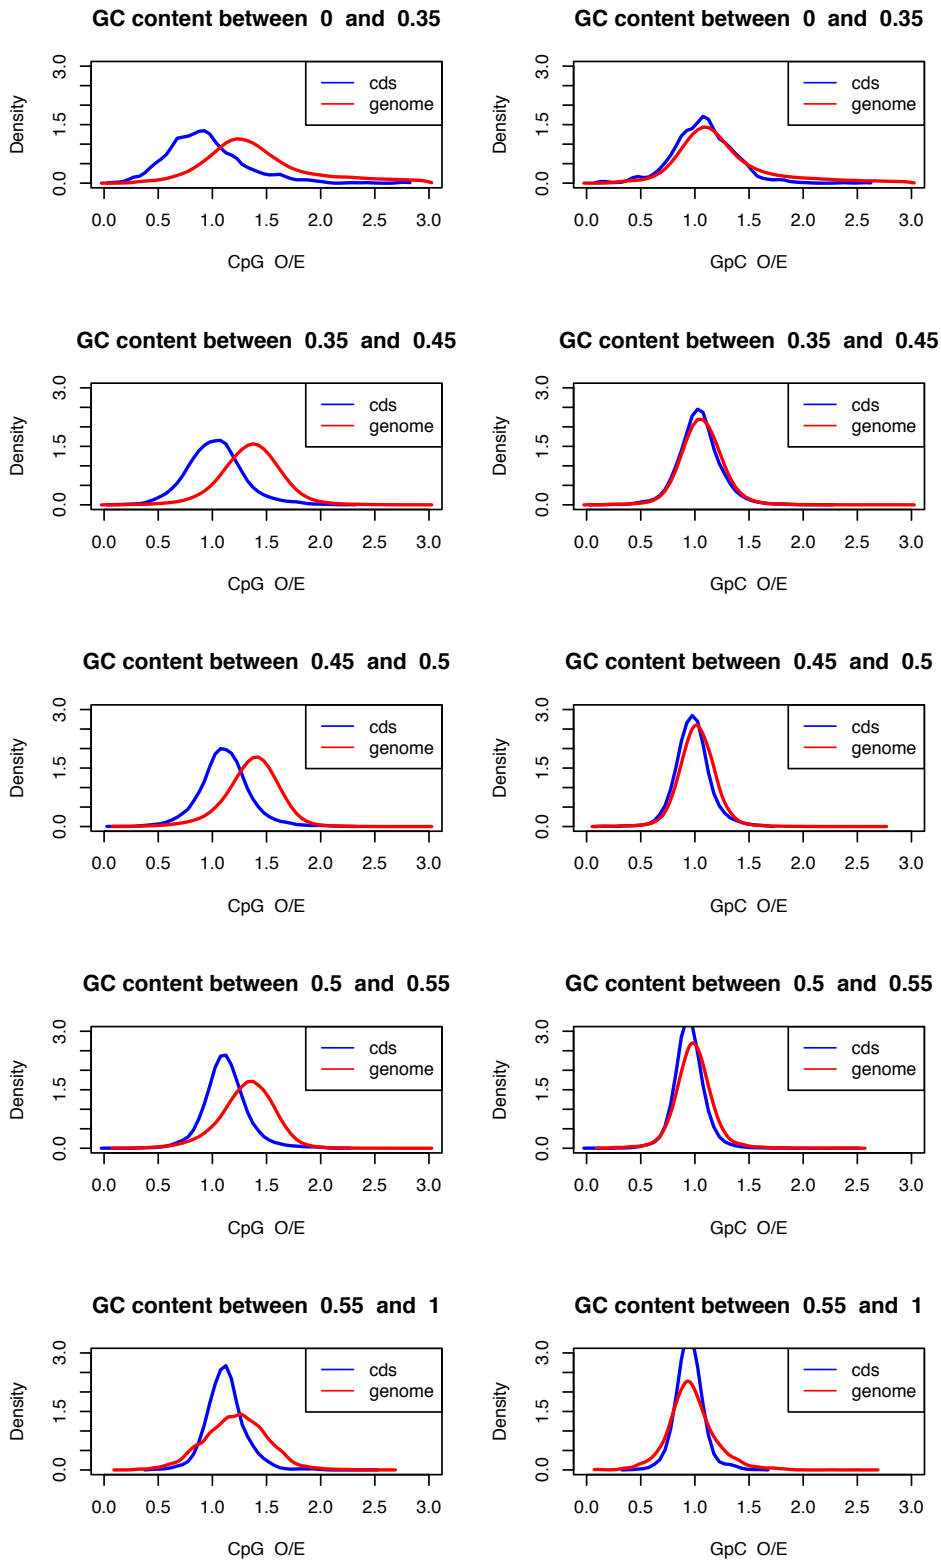 GC content between 0 and 0.35
Density
0.0 1.5 3.0
cds
genome
0.0 0.5 1.0 1.5 2.0 2.5 3.0
CpG O/E
GC content between 0 and 0.35
Density
0.0 1.5 3.0
cds
genome
0.0 0.5 1.0 1.5 2.0 2.5 3.0
GpC O/E
GC content between 0.35 and 0.45
Density
0.0 1.5 3.0
cds
genome
0.0 0.5 1.0 1.5 2.0 2.5 3.0
CpG O/E
GC content between 0.35 and 0.45
Density
0.0 1.5 3.0
cds
genome
0.0 0.5 1.0 1.5 2.0 2.5 3.0
GpC O/E
GC content between 0.45 and 0.5
Density
0.0 1.5 3.0
cds
genome
0.0 0.5 1.0 1.5 2.0 2.5 3.0
CpG O/E
GC content between 0.45 and 0.5
Density
0.0 1.5 3.0
cds
genome
0.0 0.5 1.0 1.5 2.0 2.5 3.0
GpC O/E
GC content between 0.5 and 0.55
Density
0.0 1.5 3.0
cds
genome
0.0 0.5 1.0 1.5 2.0 2.5 3.0
CpG O/E
GC content between 0.5 and 0.55
Density
0.0 1.5 3.0
cds
genome
0.0 0.5 1.0 1.5 2.0 2.5 3.0
GpC O/E
GC content between 0.55 and 1
Density
0.0 1.5 3.0
cds
genome
0.0 0.5 1.0 1.5 2.0 2.5 3.0
CpG O/E
GC content between 0.55 and 1
Density
0.0 1.5 3.0
cds
genome
0.0 0.5 1.0 1.5 2.0 2.5 3.0
GpC O/E